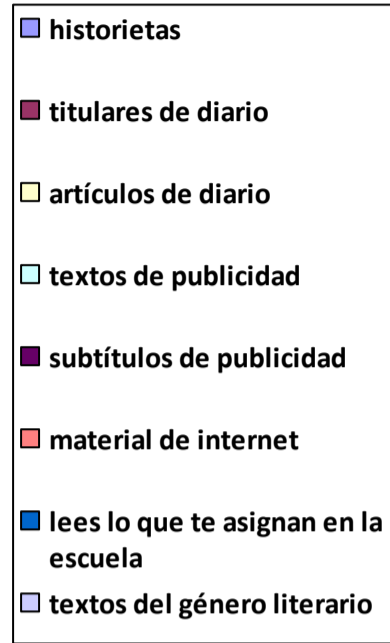 historietas
titulares de diario
artículos de diario
textos de publicidad
subtítulos de publicidad
material de internet
lees lo que te asignan en la
escuela
textos del género literario